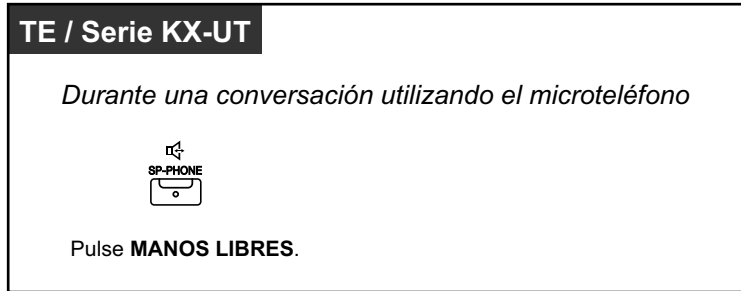 TE / Serie KX-UT
Durante una conversación utilizando el microteléfono
SP-PHONE
Pulse MANOS LIBRES.